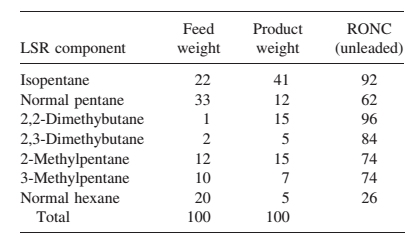 Feed Product RONC
LSR component weight weight (unleaded)
Isopentane 22 41 92
Normal pentane 33 12 62
2,2-Dimethybutane 1 15 96
2,3-Dimethybutane 2 5 84
2-Methylpentane 12 15 74
3-Methylpentane 10 7 74
Normal hexane 20 5 26
Total 100 100